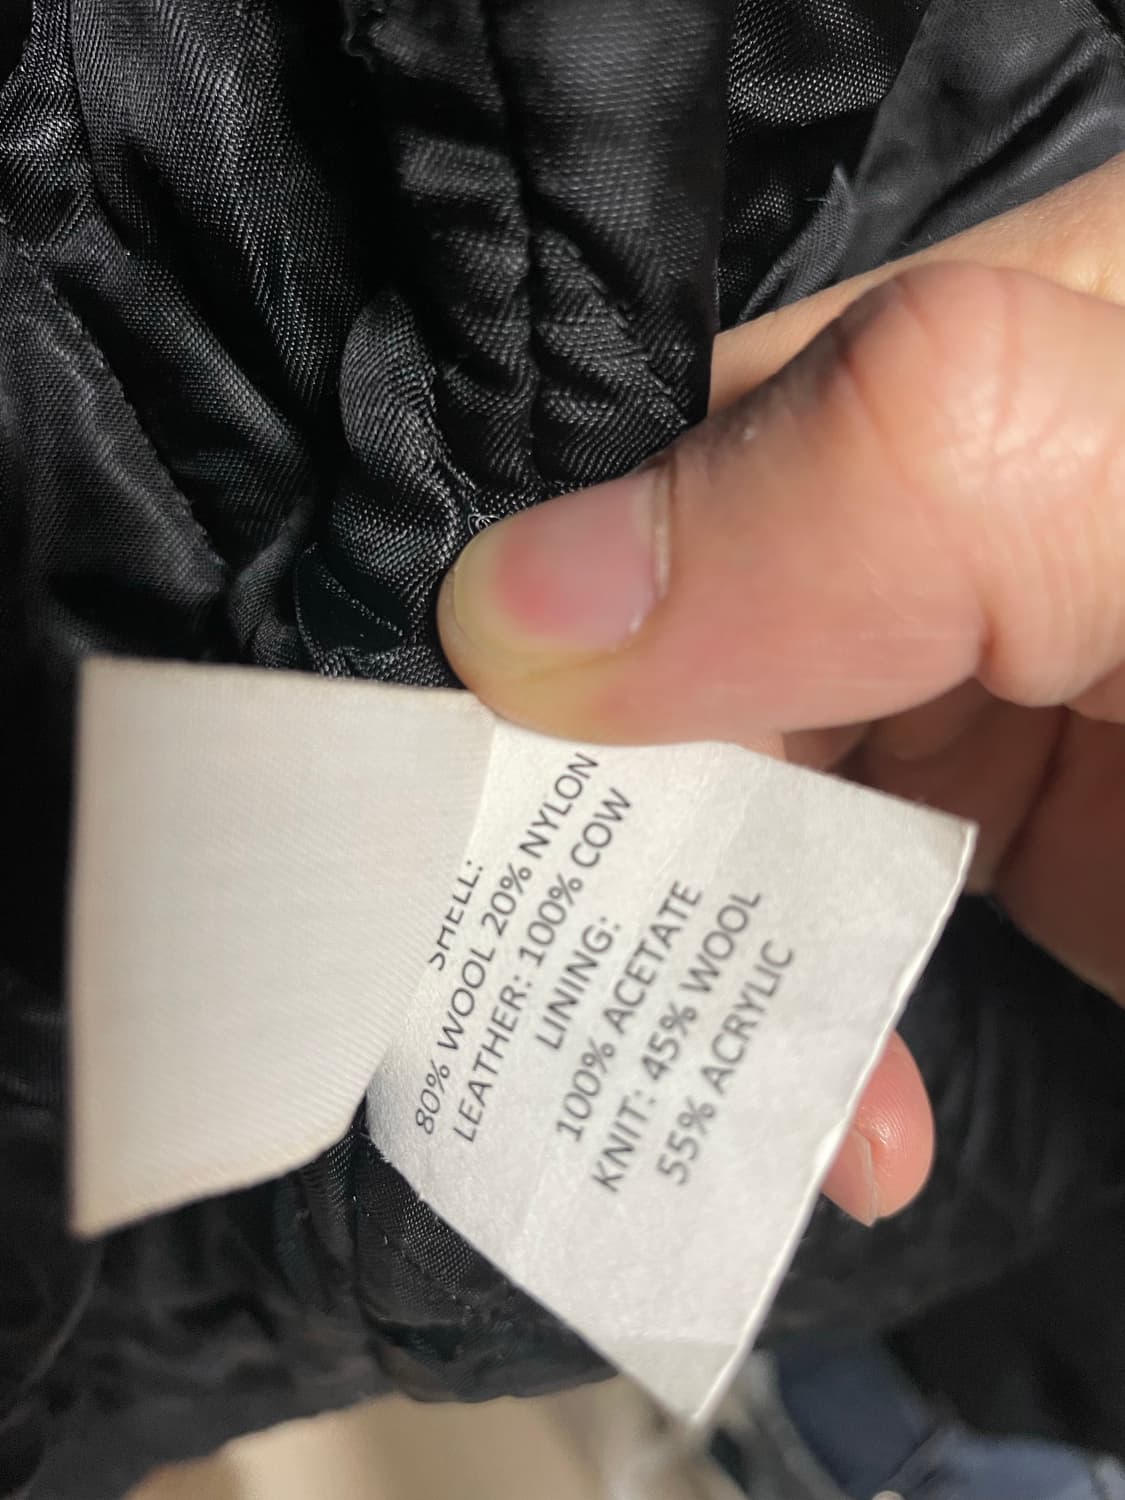 SHELL:
80% WOOL 20% NYLON
LEATHER: 100% COW
LINING:
100% ACETATE
KNIT: 45% WOOL
55% ACRYLIC